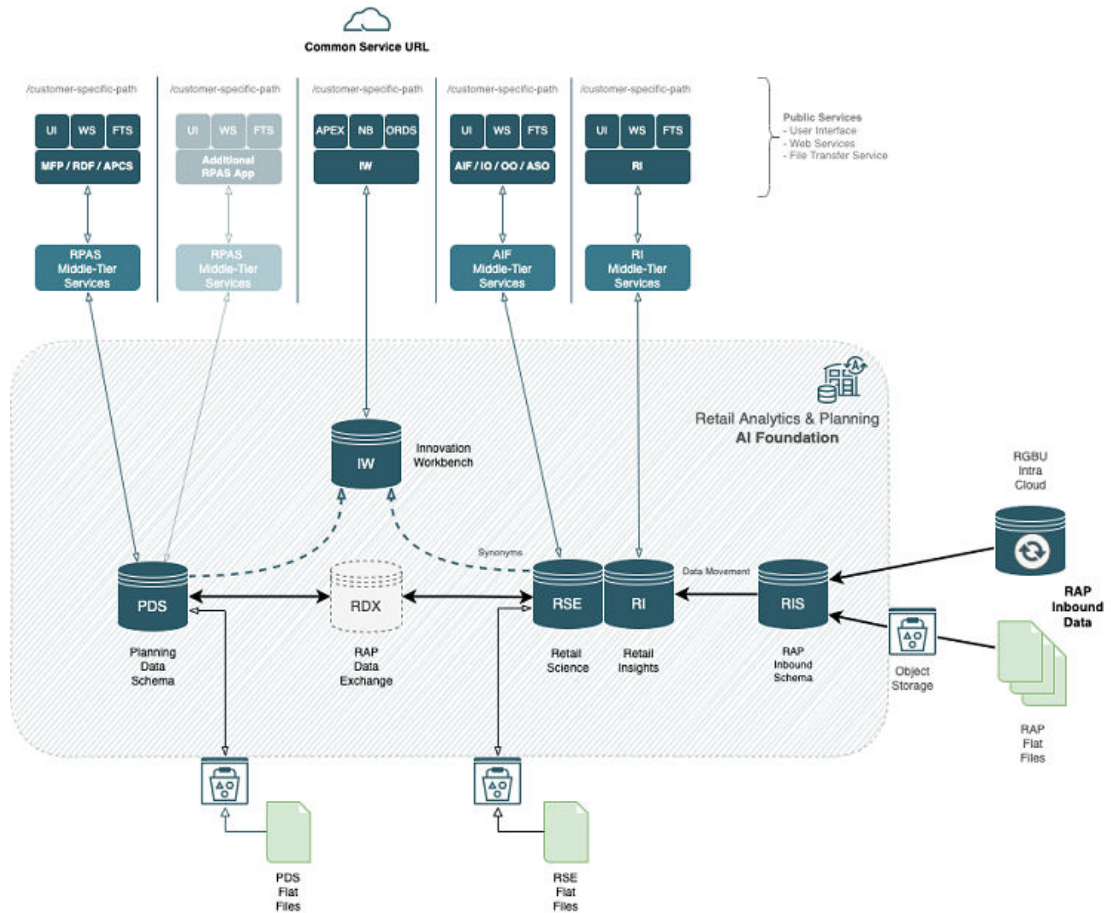 Common Service URL
/customer-specific-path
/customer-specific-path
/customer-specific-path
/customer-specific-path
/customer-specific-path
UI WS FTS
MFP / RDF / APCS
UI WS FTS
Additional
RPAS App
APEX NB ORDS
IW
UI WS FTS
AIF / IO / OO / ASO
UI WS FTS
RI
Public Services
- User Interface
- Web Services
- File Transfer Service
RPAS
Middle-Tier
Services
RPAS
Middle-Tier
Services
AIF
Middle-Tier
Services
RI
Middle-Tier
Services
A
Retail Analytics & Planning
AI Foundation
IW
Innovation
Workbench
RGBU
Intra
Cloud
Synonyms
Data Movement
PDS
Planning
Data
Schema
RDX
RAP
Data
Exchange
RSE
Retail
Science
RI
Retail
Insights
RIS
RAP
Inbound
Schema
RAP
Inbound
Data
Object
Storage
RAP
Flat
Files
PDS
Flat
Files
RSE
Flat
Files